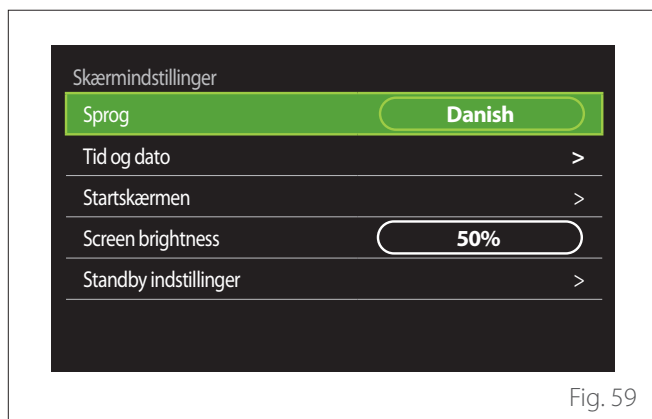 Skærmindstillinger
Sprog Danish
Tid og dato >
Startskærmen >
Screen brightness 50%
Standby indstillinger >
Fig. 59